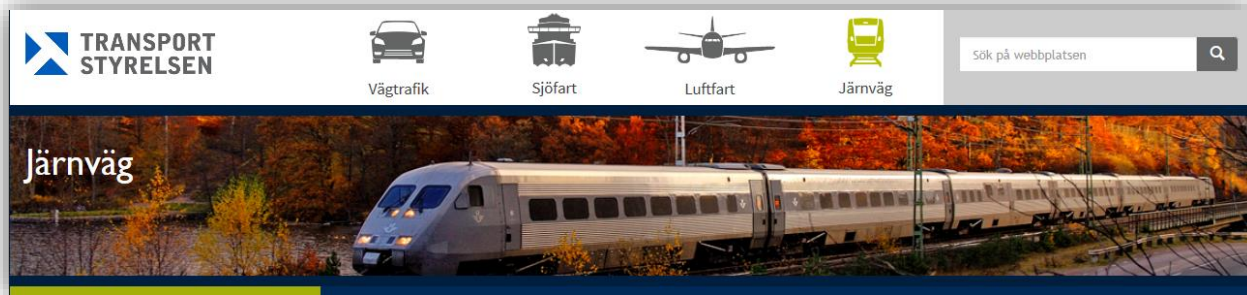 TRANSPORT
STYRELSEN
Vägtrafik
Sjöfart
Luftfart
Järnväg
Sök på webbplatsen
Järnväg